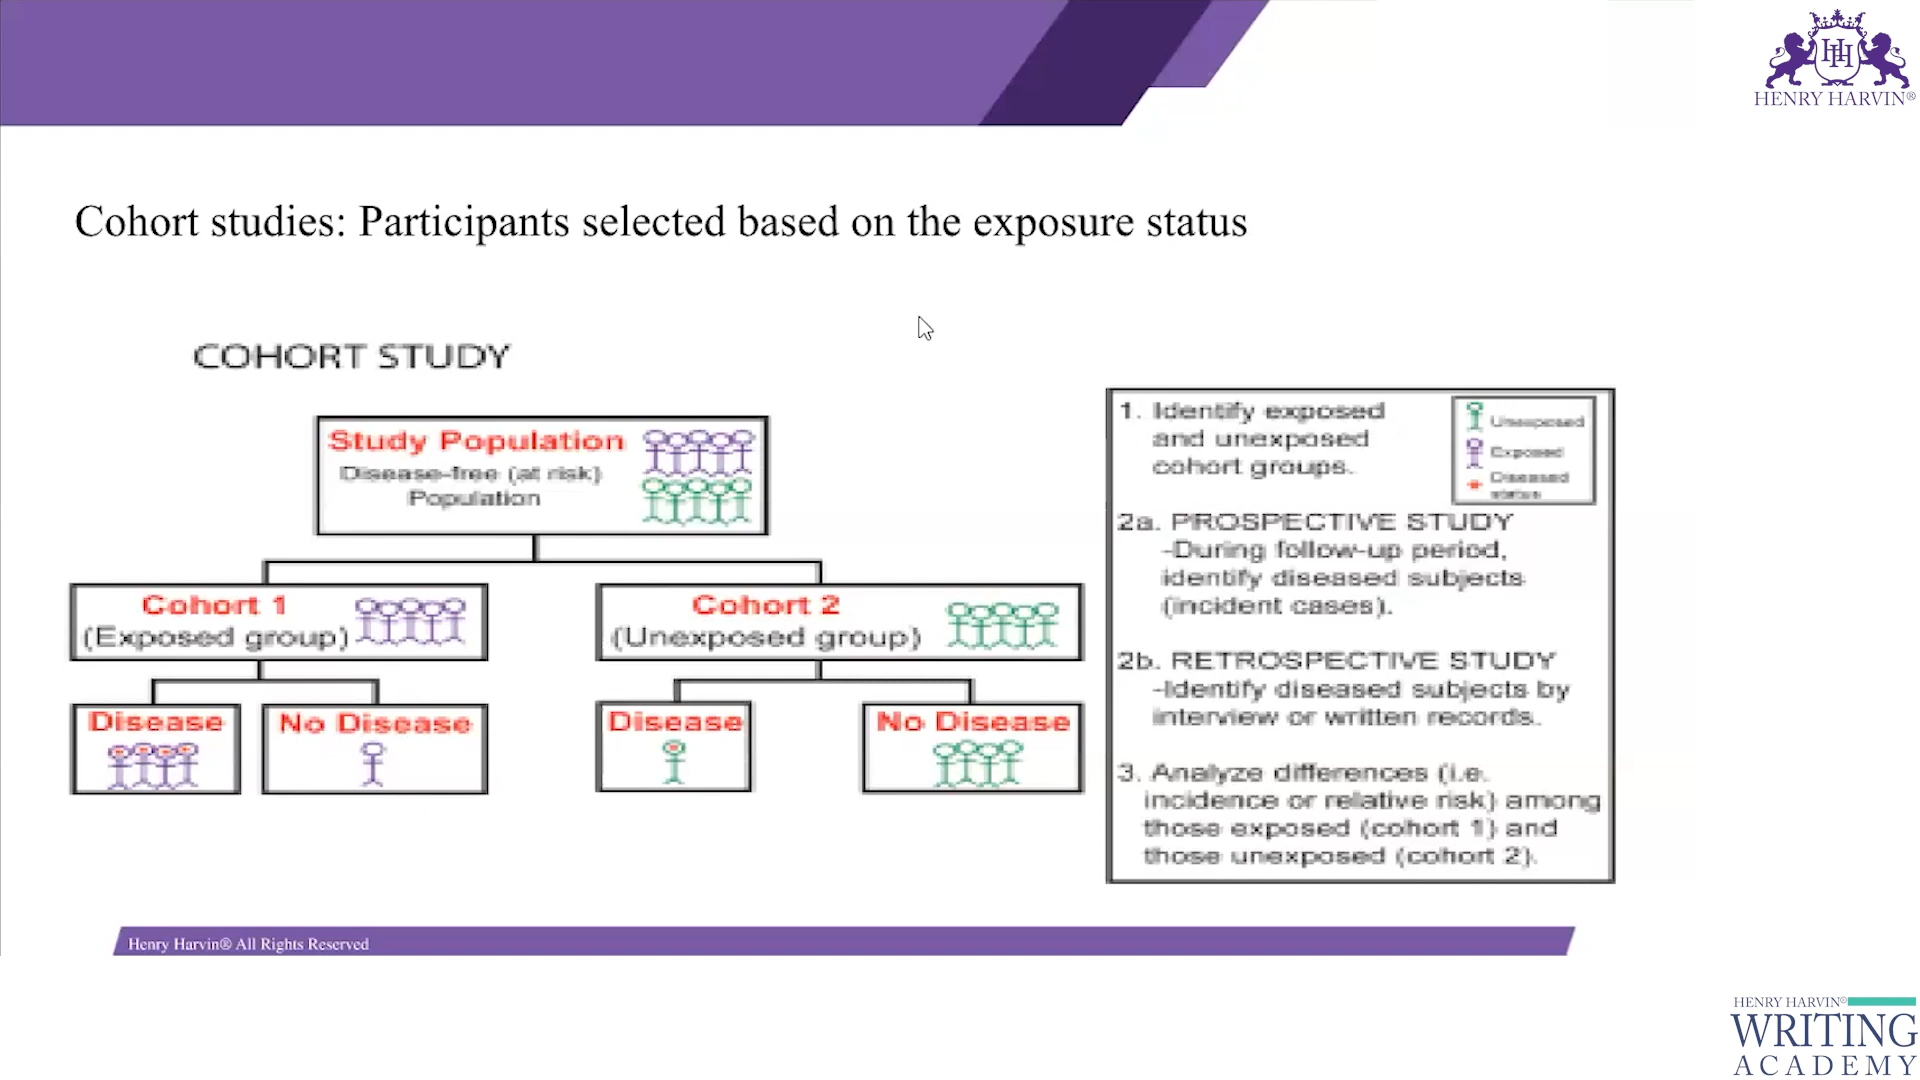 HENRY HARVIN®
Cohort studies: Participants selected based on the exposure status
COHORT STUDY
Study Population
Disease-free (at risk)
Population
Cohort 1
(Exposed group)
Cohort 2
(Unexposed group)
Disease
No Disease
Disease
No Disease
1. Identify exposed
and unexposed
cohort groups.
Unexposed
Exposed
Diseased
status
2a. PROSPECTIVE STUDY
-During follow-up period,
identify diseased subjects
(incident cases).
2b. RETROSPECTIVE STUDY
-Identify diseased subjects by
interview or written records.
3. Analyze differences (i.e.
incidence or relative risk) among
those exposed (cohort 1) and
those unexposed (cohort 2).
Henry Harvin® All Rights Reserved
HENRY HARVIN®
WRITING
ACADEMY